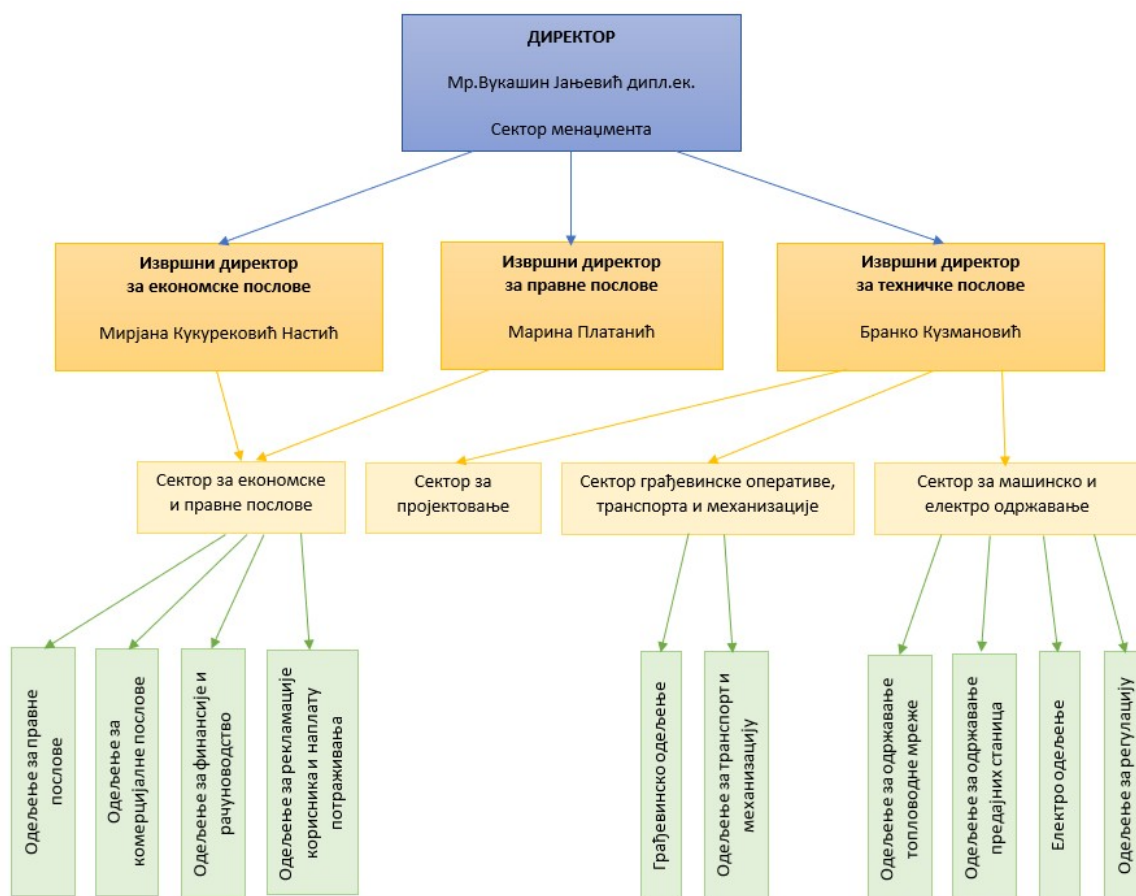 ДИРЕКТОР
Мр.Вукашин Јањевић дипл.ек.
Сектор менаџмента
Извршни директор
за економске послове
Мирјана Кукурековић Настић
Извршни директор
за правне послове
Марина Платанић
Извршни директор
за техничке послове
Бранко Кузмановић
Сектор за економске
и правне послове
Сектор за
пројектовање
Сектор грађевинске оперативе,
транспорта и механизације
Сектор за машинско и
електро одржавање
Одељење за правне
послове
Одељење за
комерцијалне послове
Одељење за финансије и
рачуноводство
Одељење за рекламације
корисника и наплату
потраживања
Грађевинско одељење
Одељење за транспорт и
механизацију
Одељење за одржавање
топловодне мреже
Одељење за одржавање
предајних станица
Електро одељење
Одељење за регулацију